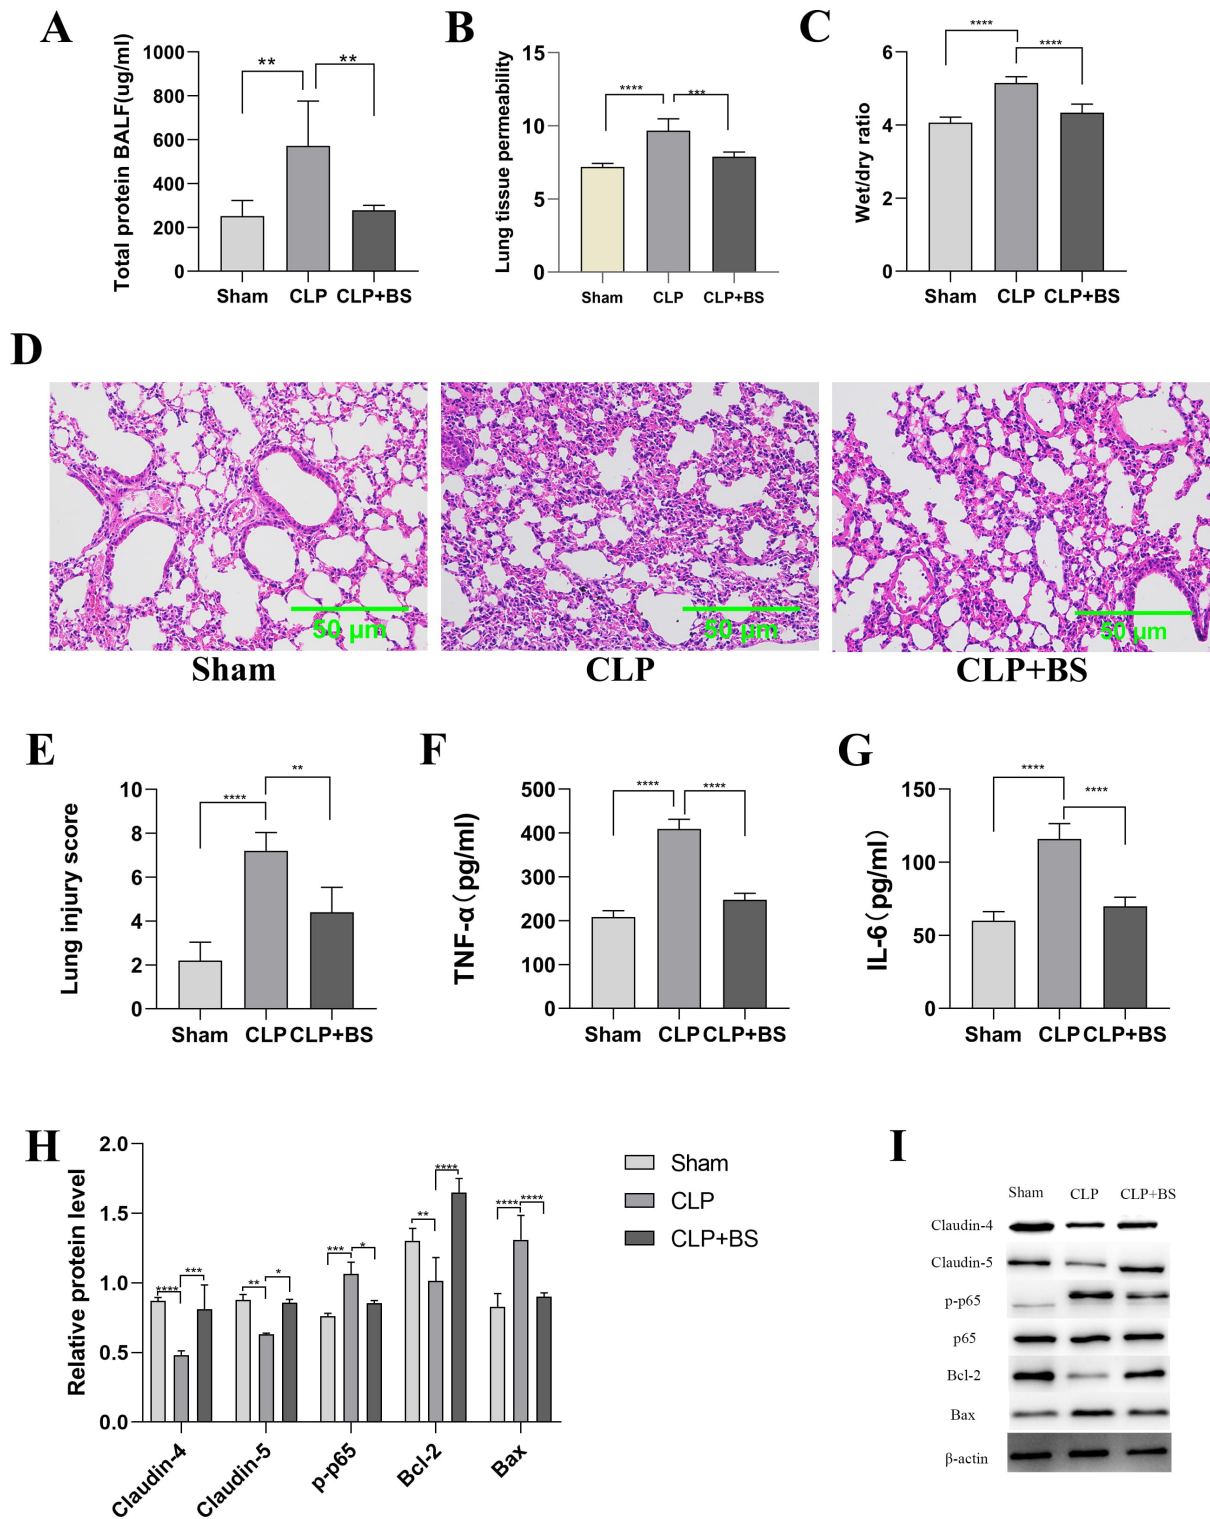 A
Total protein BALF(ug/ml)
1000
800
600
400
200
0
**
**
Sham
CLP
CLP+BS
B
Lung tissue permeability
15
10
5
0
****
***
Sham
CLP
CLP+BS
C
Wet/dry ratio
6
4
2
0
****
****
Sham
CLP
CLP+BS
D
50 μm
50 μm
50 μm
Sham
CLP
CLP+BS
E
Lung injury score
10
8
6
4
2
0
****
**
Sham
CLP
CLP+BS
F
TNF-α(pg/ml)
500
400
300
200
100
0
****
****
Sham
CLP
CLP+BS
G
IL-6(pg/ml)
150
100
50
0
****
****
Sham
CLP
CLP+BS
H
Relative protein level
2.0
1.5
1.0
0.5
0.0
****
***
**
*
***
*
**
****
****
****
Claudin-4
Claudin-5
p-p65
Bcl-2
Bax
Sham
CLP
CLP+BS
I
Sham
CLP
CLP+BS
Claudin-4
Claudin-5
p-p65
p65
Bcl-2
Bax
β-actin